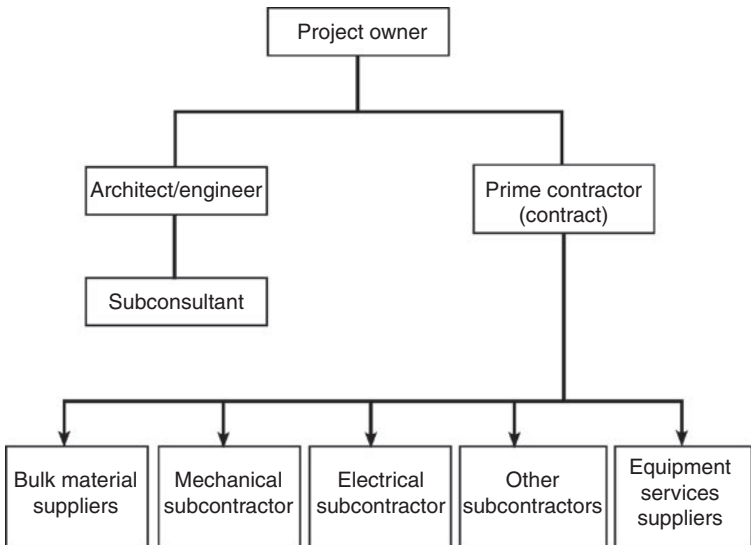 Project owner
Architect/engineer
Prime contractor
(contract)
Subconsultant
Bulk material
suppliers
Mechanical
subcontractor
Electrical
subcontractor
Other
subcontractors
Equipment
services
suppliers